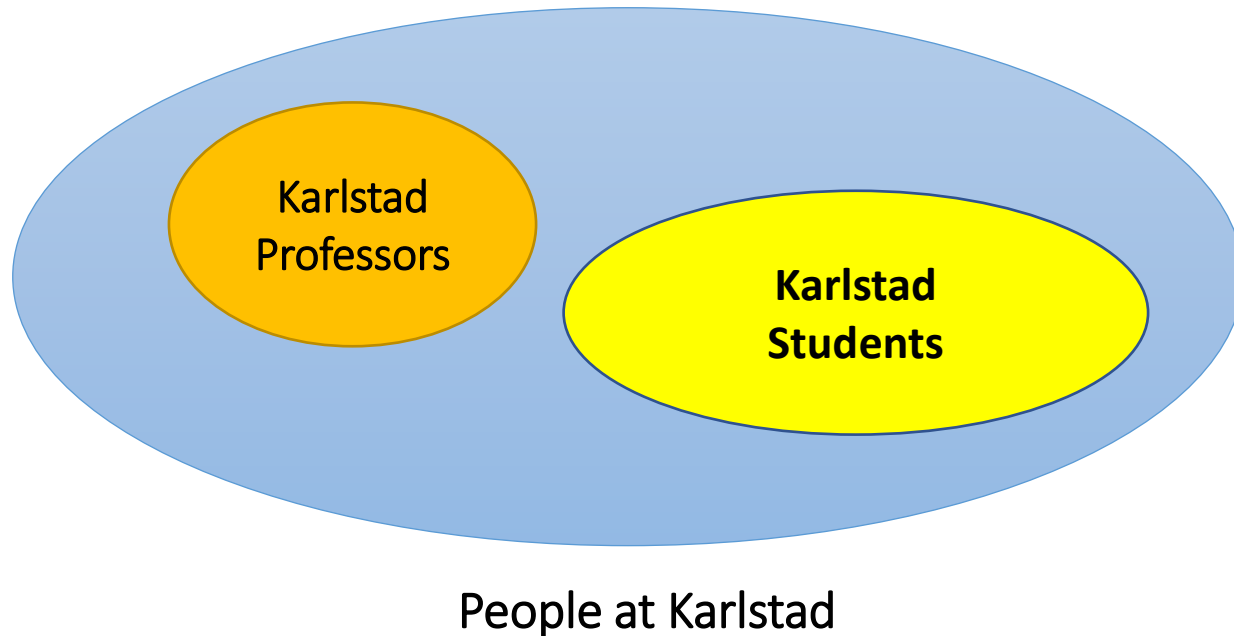 Karlstad
Professors
Karlstad
Students
People at Karlstad